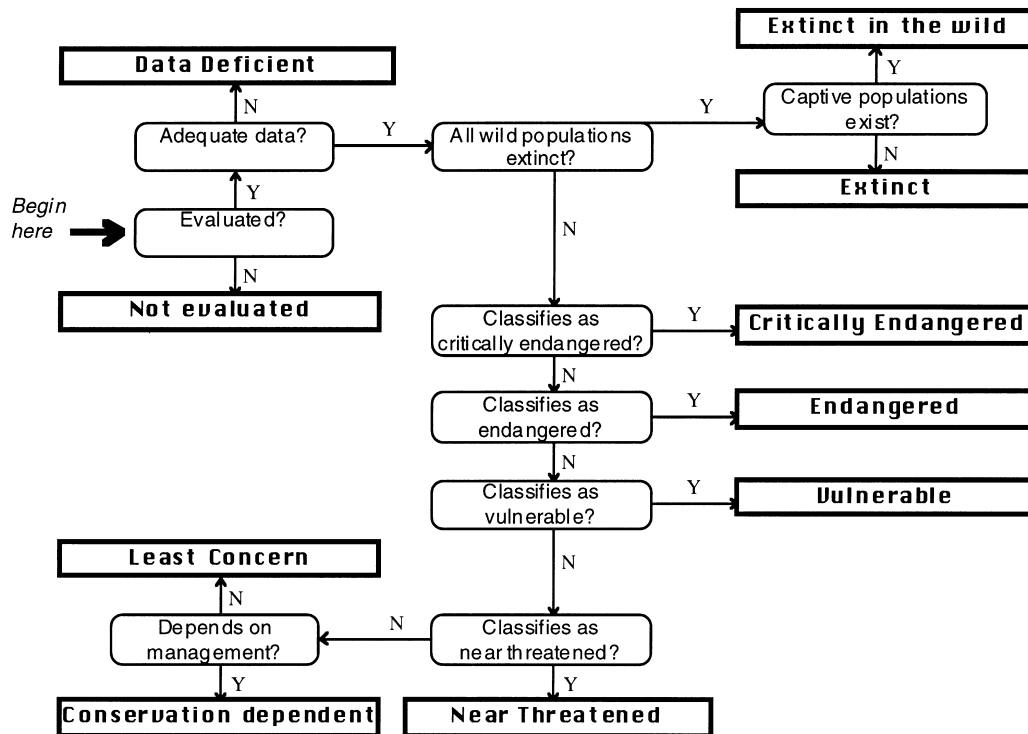 Extinct in the wild
Data Deficient
Y
N
Captive populations
exist?
Y
Adequate data?
Y
All wild populations
extinct?
N
Y
Extinct
Begin
here
Evaluated?
N
N
Not evaluated
Classifies as
critically endangered?
Y
Critically Endangered
N
Classifies as
endangered?
Y
Endangered
N
Classifies as
vulnerable?
Y
Vulnerable
N
Least Concern
N
Depends on
management?
N
Classifies as
near threatened?
Y
Y
Conservation dependent
Near Threatened